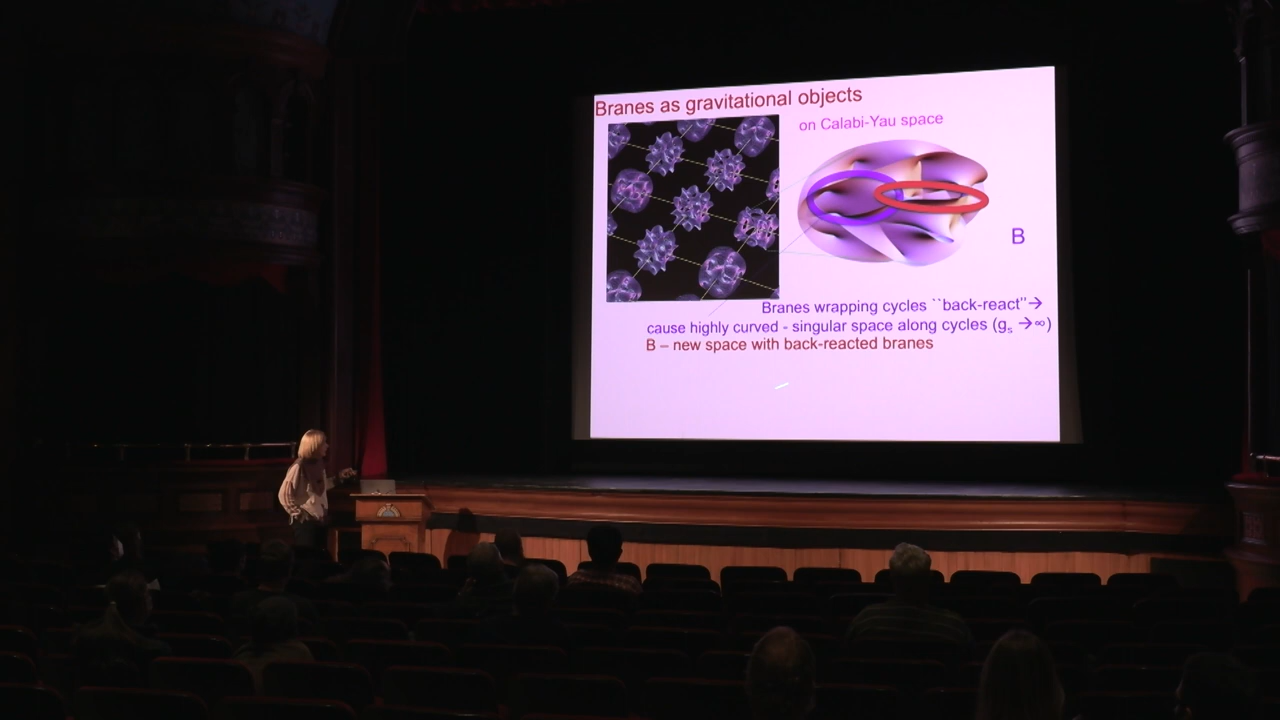 Branes as gravitational objects
on Calabi-Yau space
B
Branes wrapping cycles ``back-react''→
cause highly curved - singular space along cycles (gs →∞)
B – new space with back-reacted branes